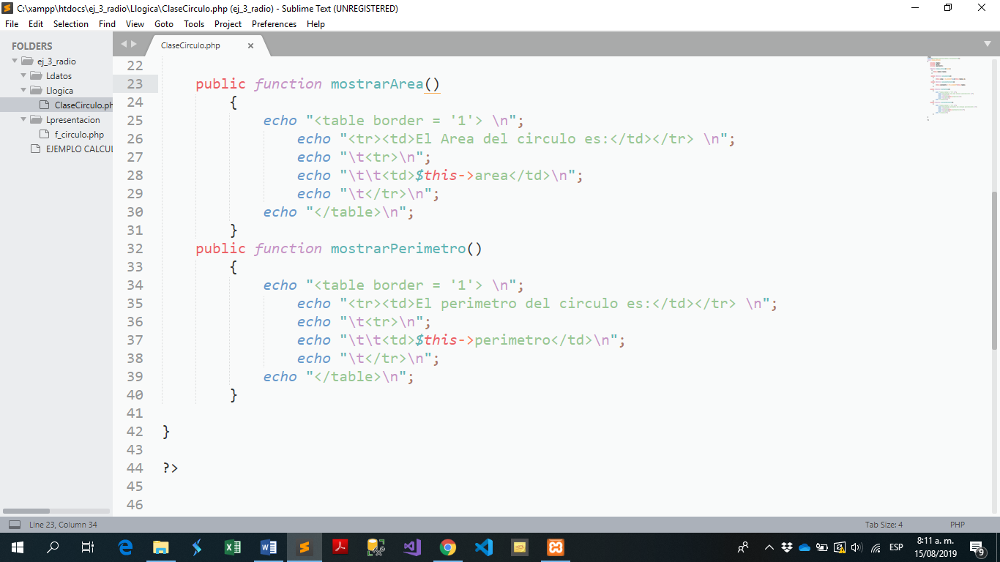 C:\xampp\htdocs\ej_3_radio\Llogica\ClaseCirculo.php (ej_3_radio) - Sublime Text (UNREGISTERED)
File Edit Selection Find View Goto Tools Project Preferences Help
FOLDERS
ej_3_radio
Ldatos
Llogica
ClaseCirculo.ph
Lpresentacion
f_circulo.php
EJEMPLO CALCUL
ClaseCirculo.php
22
23 public function mostrarArea()
24 {
25 echo "<table border = '1'> \n";
26 echo "<tr><td>El Area del circulo es:</td></tr> \n";
27 echo "\t<tr>\n";
28 echo "\t\t<td>$this->area</td>\n";
29 echo "\t</tr>\n";
30 echo "</table>\n";
31 }
32 public function mostrarPerimetro()
33 {
34 echo "<table border = '1'> \n";
35 echo "<tr><td>El perimetro del circulo es:</td></tr> \n";
36 echo "\t<tr>\n";
37 echo "\t\t<td>$this->perimetro</td>\n";
38 echo "\t</tr>\n";
39 echo "</table>\n";
40 }
41
42 }
43
44 ?>
45
46
Line 23, Column 34
Tab Size: 4
PHP
ESP
8:11 a. m.
15/08/2019
9